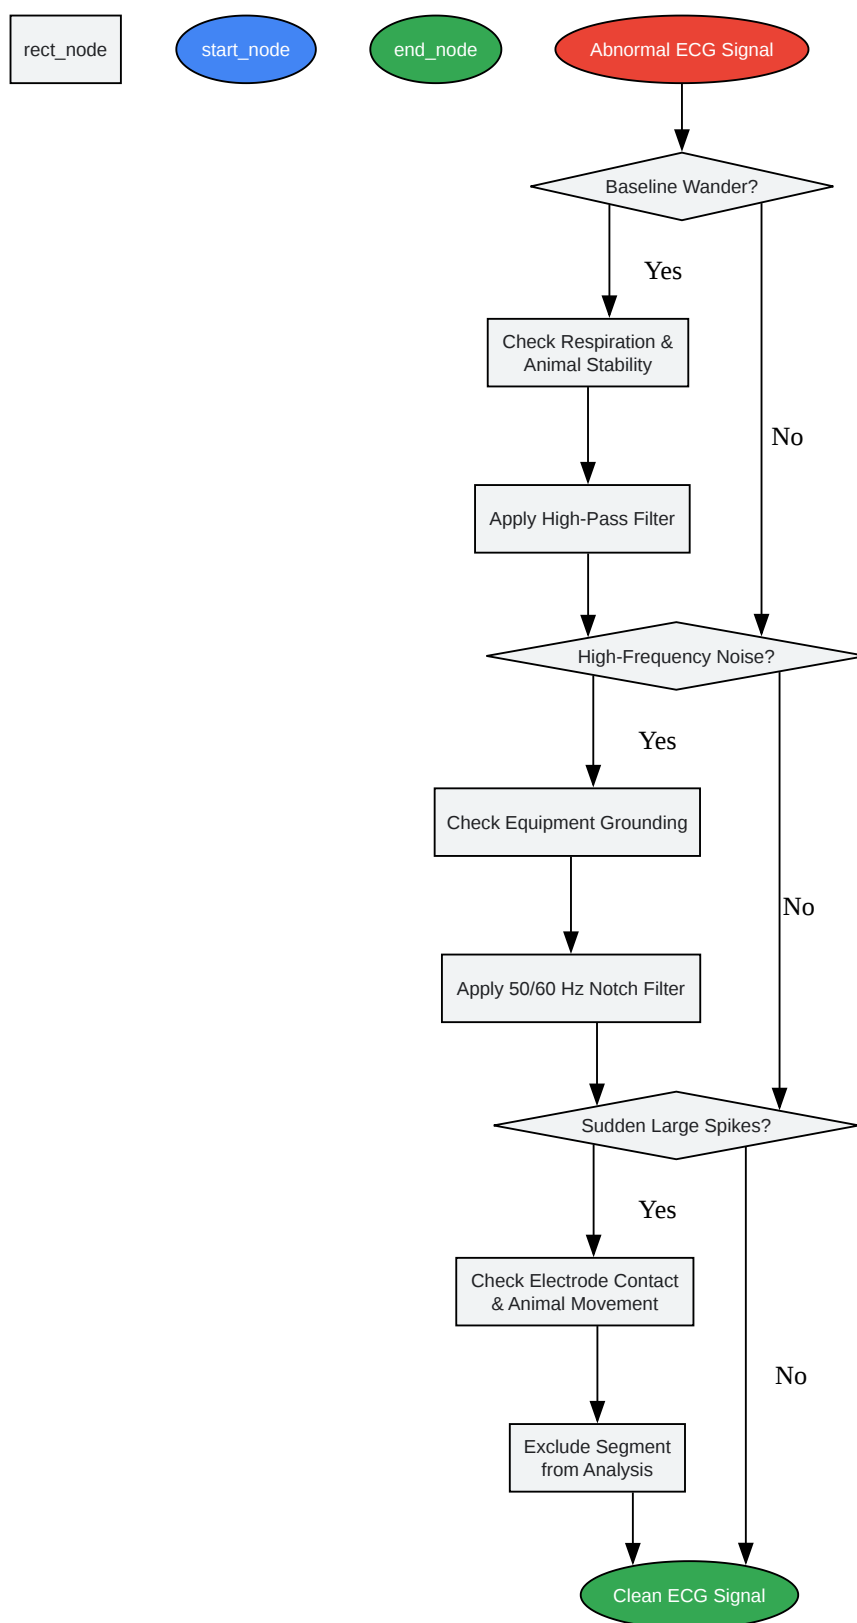 rect_node
start_node
end_node
Abnormal ECG Signal
Baseline Wander?
Yes
Check Respiration &
Animal Stability
No
Apply High-Pass Filter
High-Frequency Noise?
Yes
Check Equipment Grounding
No
Apply 50/60 Hz Notch Filter
Sudden Large Spikes?
Yes
Check Electrode Contact
& Animal Movement
No
Exclude Segment
from Analysis
Clean ECG Signal